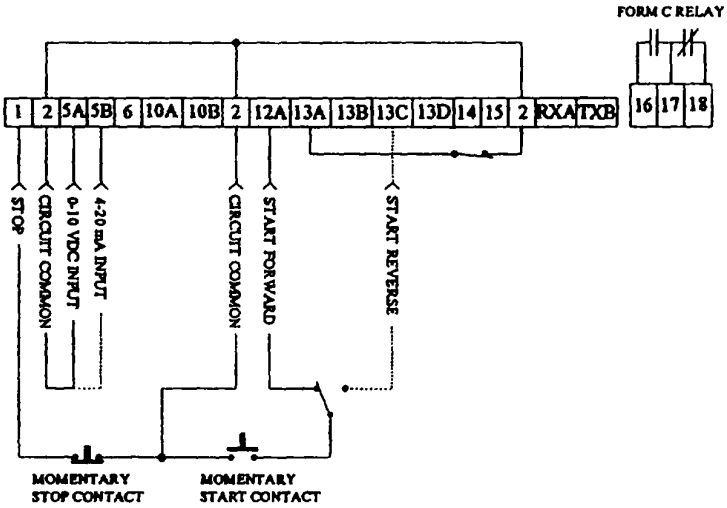 FORM C RELAY
1 2 5A 5B 6 10A 10B 2 12A 13A 13B 13C 13D 14 15 2 RXA TXB
16 17 18
STOP
CIRCUIT COMMON
0-10 VDC INPUT
4-20 mA INPUT
CIRCUIT COMMON
START FORWARD
START REVERSE
MOMENTARY
STOP CONTACT
MOMENTARY
START CONTACT